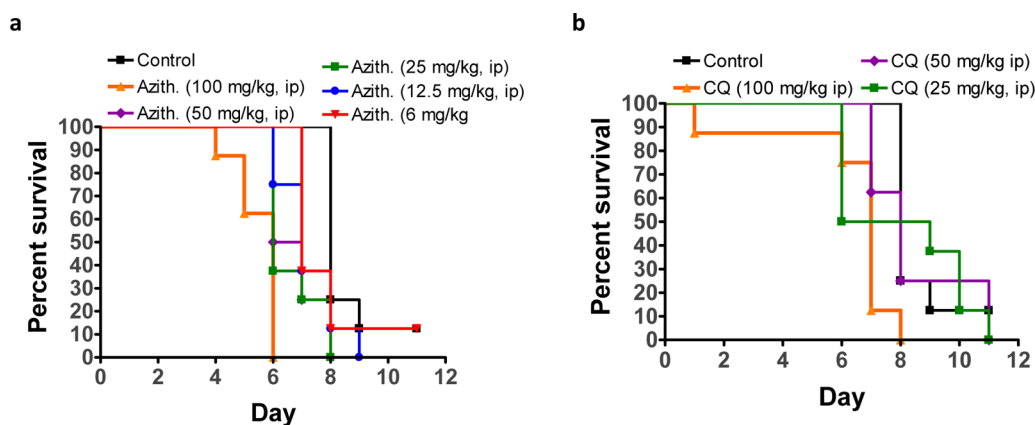 a
Control
Azith. (100 mg/kg, ip)
Azith. (50 mg/kg, ip)
Azith. (25 mg/kg, ip)
Azith. (12.5 mg/kg, ip)
Azith. (6 mg/kg
Percent survival
100
90
80
70
60
50
40
30
20
10
0
0 2 4 6 8 10 12
Day
b
Control
CQ (100 mg/kg ip)
CQ (50 mg/kg ip)
CQ (25 mg/kg, ip)
Percent survival
100
90
80
70
60
50
40
30
20
10
0
0 2 4 6 8 10 12
Day